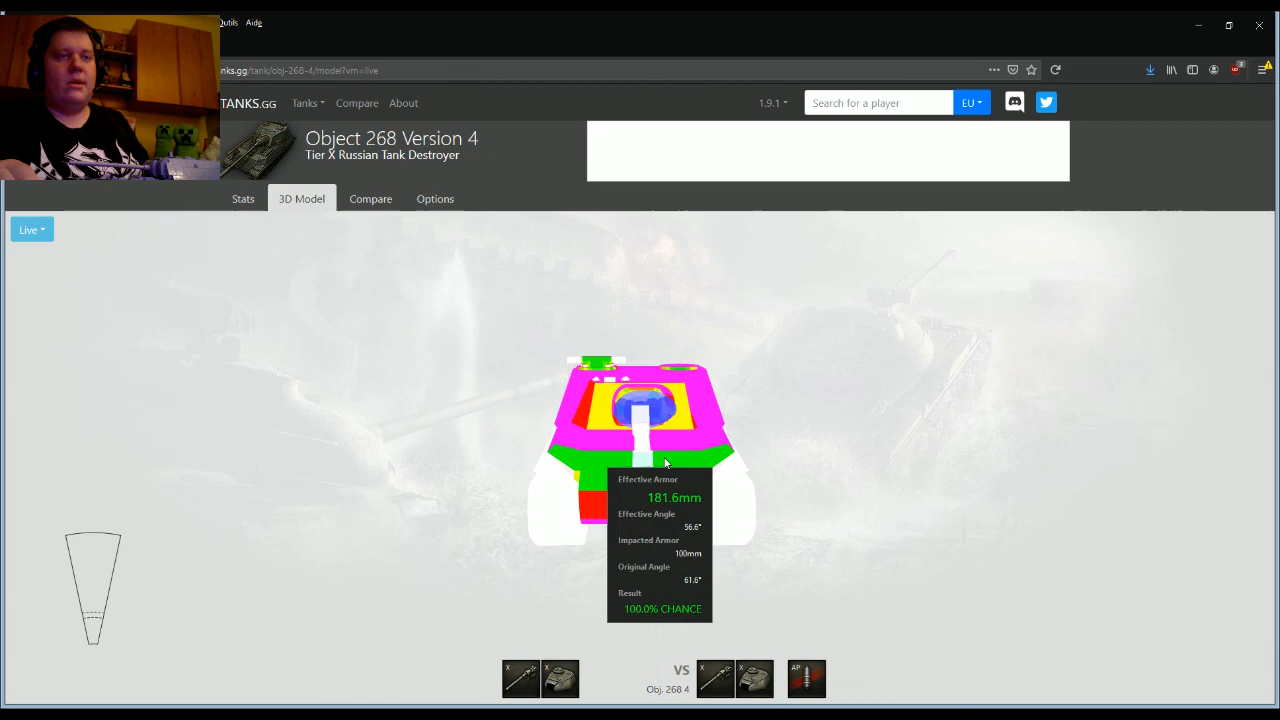 Outils Aide
nks.gg/tank/obj-268-4/model?vm=live
TANKS.GG Tanks Compare About 1.9.1 Search for a player EU
Object 268 Version 4
Tier X Russian Tank Destroyer
Stats 3D Model Compare Options
Live
Effective Armor
181.6mm
Effective Angle
56.6°
Impacted Armor
100mm
Original Angle
61.6°
Result
100.0% CHANCE
X X VS X X AP
Obj. 268 4